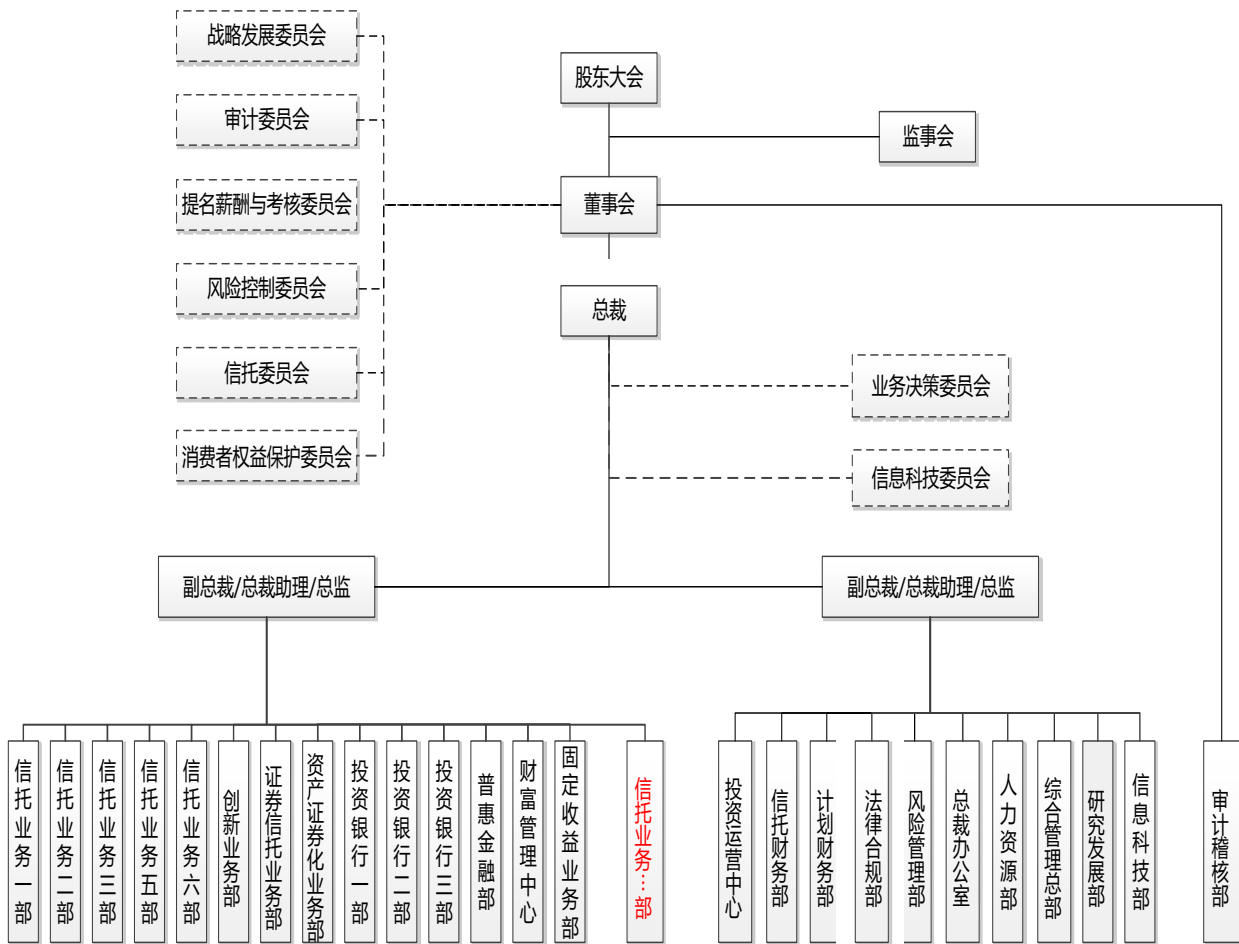 战略发展委员会
股东大会
审计委员会
监事会
提名薪酬与考核委员会
董事会
风险控制委员会
总裁
信托委员会
业务决策委员会
消费者权益保护委员会
信息科技委员会
副总裁/总裁助理/总监
副总裁/总裁助理/总监
信托业务一部
信托业务二部
信托业务三部
信托业务五部
信托业务六部
创新业务部
证券信托业务部
资产证券化业务部
投资银行一部
投资银行二部
投资银行三部
普惠金融部
财富管理中心
固定收益业务部
信托业务…部
投资运营中心
信托财务部
计划财务部
法律合规部
风险管理部
总裁办公室
人力资源部
综合管理总部
研究发展部
信息科技部
审计稽核部